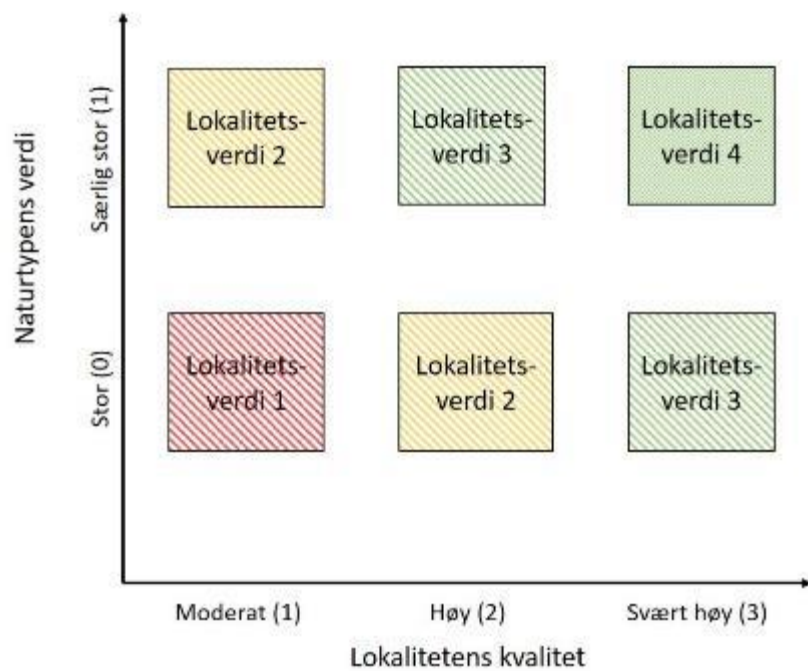 Naturtypens verdi
Særlig stor (1)
Lokalitets-
verdi 2
Lokalitets-
verdi 3
Lokalitets-
verdi 4
Stor (0)
Lokalitets-
verdi 1
Lokalitets-
verdi 2
Lokalitets-
verdi 3
Moderat (1)
Høy (2)
Svært høy (3)
Lokalitetens kvalitet